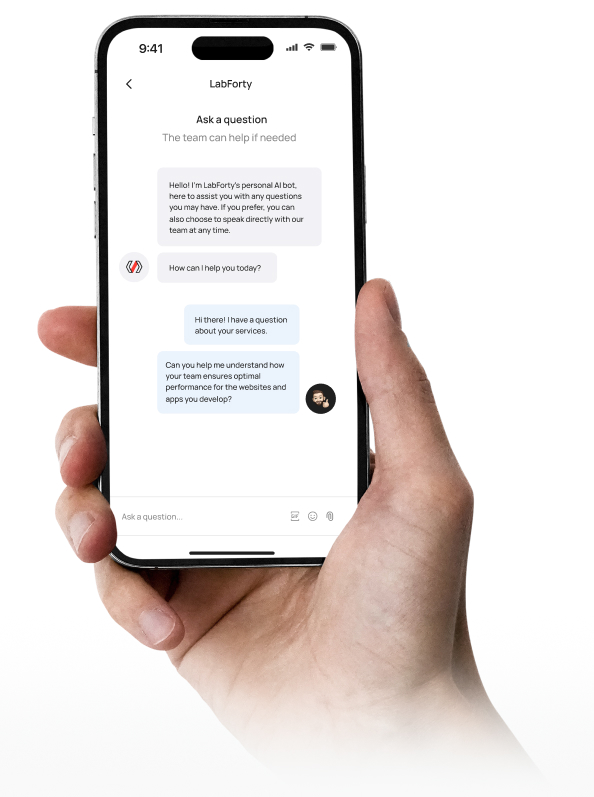 9:41
LabForty
Ask a question
The team can help if needed
Hello! I'm LabForty's personal AI bot,
here to assist you with any questions
you may have. If you prefer, you can
also choose to speak directly with our
team at any time.
How can I help you today?
Hi there! I have a question
about your services.
Can you help me understand how
your team ensures optimal
performance for the websites and
apps you develop?
Ask a question...
GIF